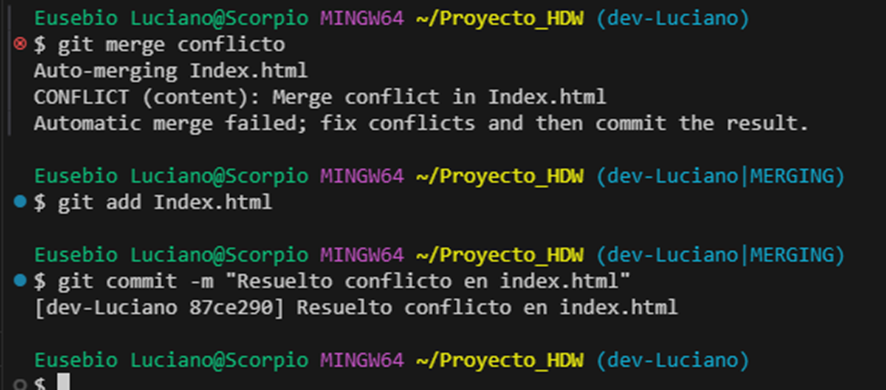 Eusebio Luciano@Scorpio MINGW64 ~/Proyecto_HDW (dev-Luciano)
$ git merge conflicto
Auto-merging Index.html
CONFLICT (content): Merge conflict in Index.html
Automatic merge failed; fix conflicts and then commit the result.
Eusebio Luciano@Scorpio MINGW64 ~/Proyecto_HDW (dev-Luciano|MERGING)
$ git add Index.html
Eusebio Luciano@Scorpio MINGW64 ~/Proyecto_HDW (dev-Luciano|MERGING)
$ git commit -m "Resuelto conflicto en index.html"
[dev-Luciano 87ce290] Resuelto conflicto en index.html
Eusebio Luciano@Scorpio MINGW64 ~/Proyecto_HDW (dev-Luciano)
$